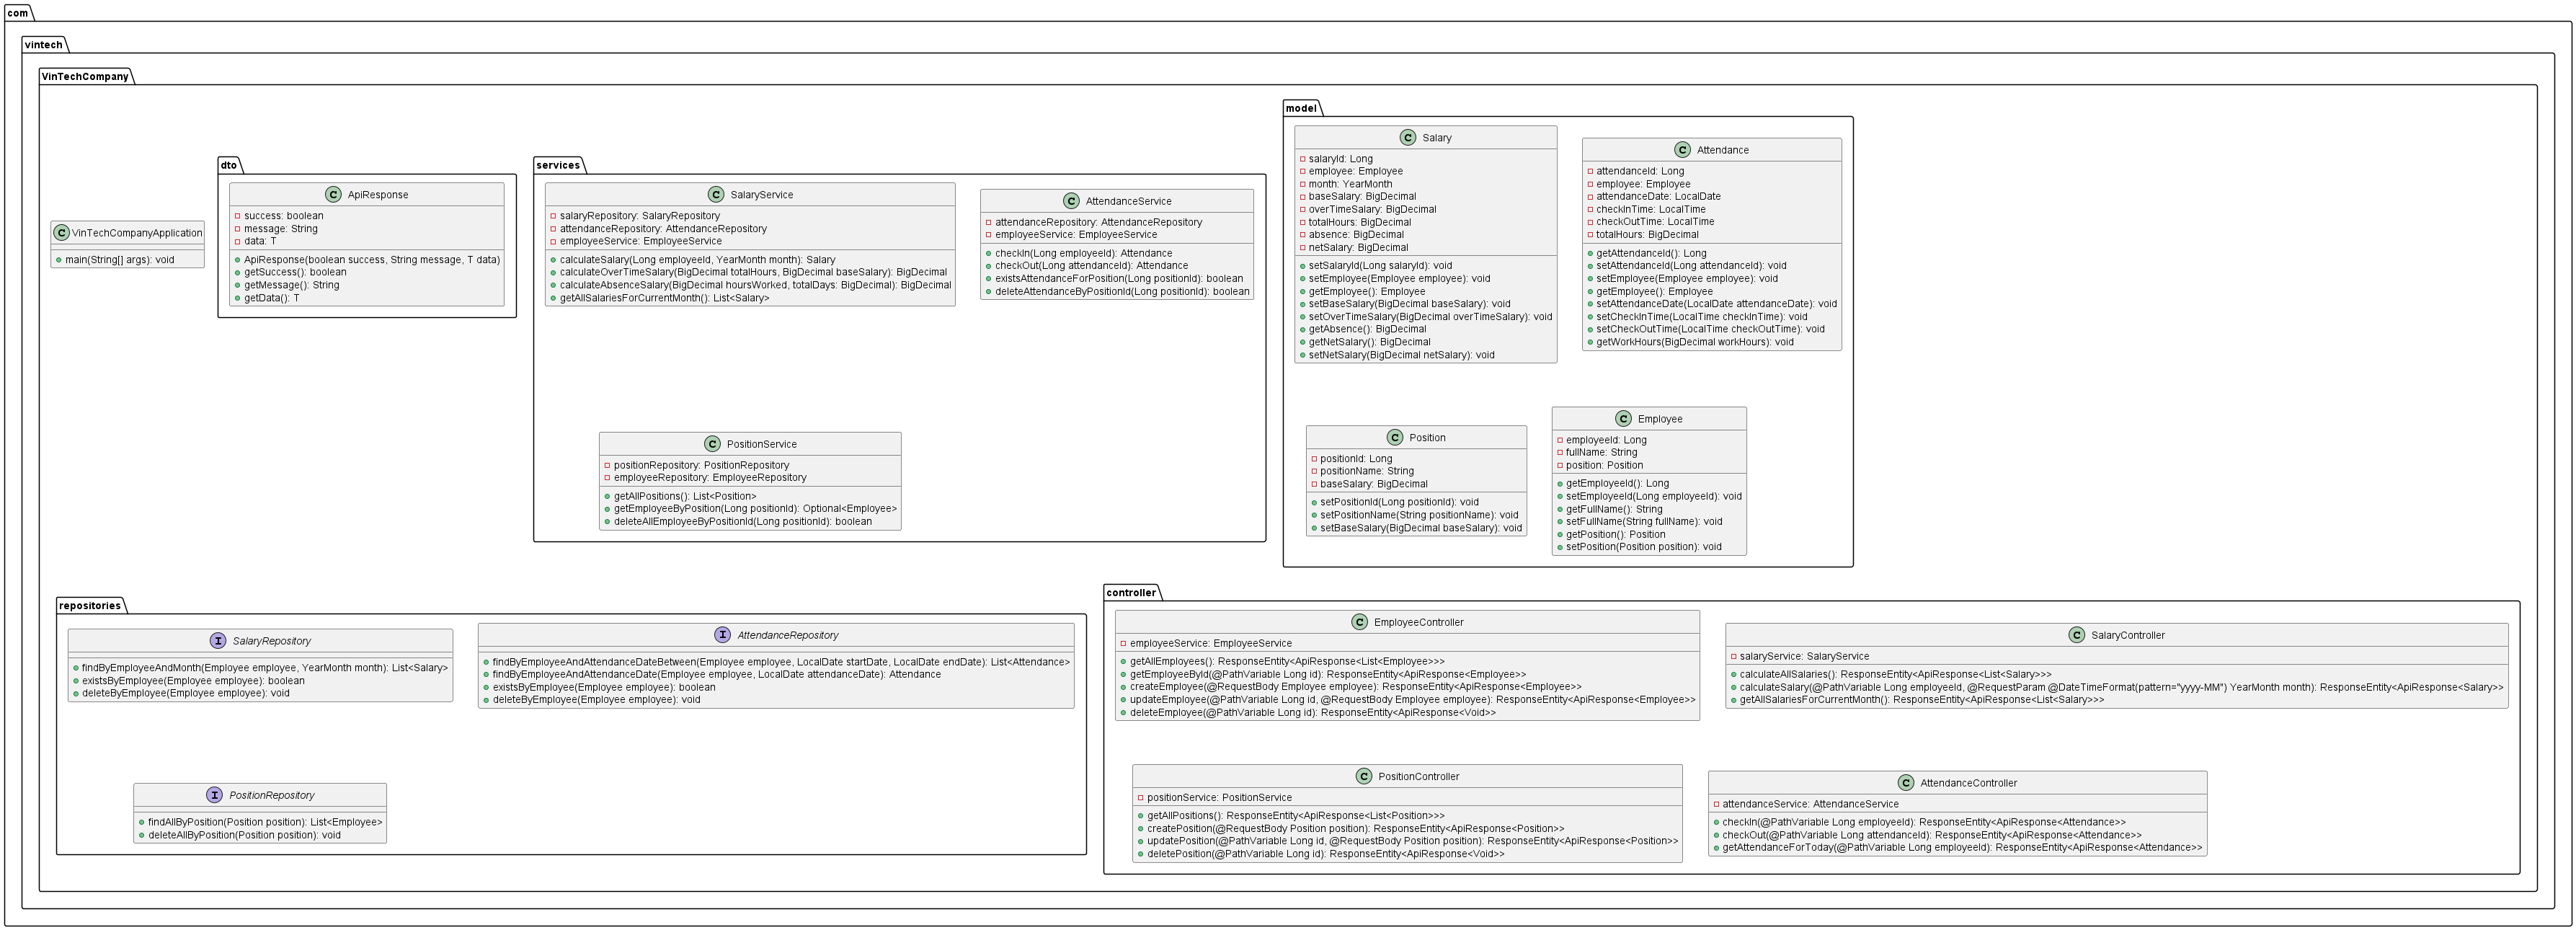 com
vintech
VinTechCompany
C VinTechCompanyApplication
main(String[] args): void
dto
C ApiResponse
success: boolean
message: String
data: T
ApiResponse(boolean success, String message, T data)
getSuccess(): boolean
getMessage(): String
getData(): T
services
C SalaryService
salaryRepository: SalaryRepository
attendanceRepository: AttendanceRepository
employeeService: EmployeeService
calculateSalary(Long employeeId, YearMonth month): Salary
calculateOverTimeSalary(BigDecimal totalHours, BigDecimal baseSalary): BigDecimal
calculateAbsenceSalary(BigDecimal hoursWorked, totalDays: BigDecimal): BigDecimal
getAllSalariesForCurrentMonth(): List<Salary>
C AttendanceService
attendanceRepository: AttendanceRepository
employeeService: EmployeeService
checkIn(Long employeeId): Attendance
checkOut(Long attendanceId): Attendance
existsAttendanceForPosition(Long positionId): boolean
deleteAttendanceByPositionId(Long positionId): boolean
C PositionService
positionRepository: PositionRepository
employeeRepository: EmployeeRepository
getAllPositions(): List<Position>
getEmployeeByPosition(Long positionId): Optional<Employee>
deleteAllEmployeeByPositionId(Long positionId): boolean
model
C Salary
salaryId: Long
employee: Employee
month: YearMonth
baseSalary: BigDecimal
overTimeSalary: BigDecimal
totalHours: BigDecimal
absence: BigDecimal
netSalary: BigDecimal
setSalaryId(Long salaryId): void
setEmployee(Employee employee): void
getEmployee(): Employee
setBaseSalary(BigDecimal baseSalary): void
setOverTimeSalary(BigDecimal overTimeSalary): void
getAbsence(): BigDecimal
getNetSalary(): BigDecimal
setNetSalary(BigDecimal netSalary): void
C Attendance
attendanceId: Long
employee: Employee
attendanceDate: LocalDate
checkInTime: LocalTime
checkOutTime: LocalTime
totalHours: BigDecimal
getAttendanceId(): Long
setAttendanceId(Long attendanceId): void
setEmployee(Employee employee): void
getEmployee(): Employee
setAttendanceDate(LocalDate attendanceDate): void
setCheckInTime(LocalTime checkInTime): void
setCheckOutTime(LocalTime checkOutTime): void
getWorkHours(BigDecimal workHours): void
C Position
positionId: Long
positionName: String
baseSalary: BigDecimal
setPositionId(Long positionId): void
setPositionName(String positionName): void
setBaseSalary(BigDecimal baseSalary): void
C Employee
employeeId: Long
fullName: String
position: Position
getEmployeeId(): Long
setEmployeeId(Long employeeId): void
getFullName(): String
setFullName(String fullName): void
getPosition(): Position
setPosition(Position position): void
repositories
I SalaryRepository
findByEmployeeAndMonth(Employee employee, YearMonth month): List<Salary>
existsByEmployee(Employee employee): boolean
deleteByEmployee(Employee employee): void
I AttendanceRepository
findByEmployeeAndAttendanceDateBetween(Employee employee, LocalDate startDate, LocalDate endDate): List<Attendance>
findByEmployeeAndAttendanceDate(Employee employee, LocalDate attendanceDate): Attendance
existsByEmployee(Employee employee): boolean
deleteByEmployee(Employee employee): void
I PositionRepository
findAllByPosition(Position position): List<Employee>
deleteAllByPosition(Position position): void
controller
C EmployeeController
employeeService: EmployeeService
getAllEmployees(): ResponseEntity<ApiResponse<List<Employee>>>
getEmployeeById(@PathVariable Long id): ResponseEntity<ApiResponse<Employee>>
createEmployee(@RequestBody Employee employee): ResponseEntity<ApiResponse<Employee>>
updateEmployee(@PathVariable Long id, @RequestBody Employee employee): ResponseEntity<ApiResponse<Employee>>
deleteEmployee(@PathVariable Long id): ResponseEntity<ApiResponse<Void>>
C SalaryController
salaryService: SalaryService
calculateAllSalaries(): ResponseEntity<ApiResponse<List<Salary>>>
calculateSalary(@PathVariable Long employeeId, @RequestParam @DateTimeFormat(pattern="yyyy-MM") YearMonth month): ResponseEntity<ApiResponse<Salary>>
getAllSalariesForCurrentMonth(): ResponseEntity<ApiResponse<List<Salary>>>
C PositionController
positionService: PositionService
getAllPositions(): ResponseEntity<ApiResponse<List<Position>>>
createPosition(@RequestBody Position position): ResponseEntity<ApiResponse<Position>>
updatePosition(@PathVariable Long id, @RequestBody Position position): ResponseEntity<ApiResponse<Position>>
deletePosition(@PathVariable Long id): ResponseEntity<ApiResponse<Void>>
C AttendanceController
attendanceService: AttendanceService
checkIn(@PathVariable Long employeeId): ResponseEntity<ApiResponse<Attendance>>
checkOut(@PathVariable Long attendanceId): ResponseEntity<ApiResponse<Attendance>>
getAttendanceForToday(@PathVariable Long employeeId): ResponseEntity<ApiResponse<Attendance>>